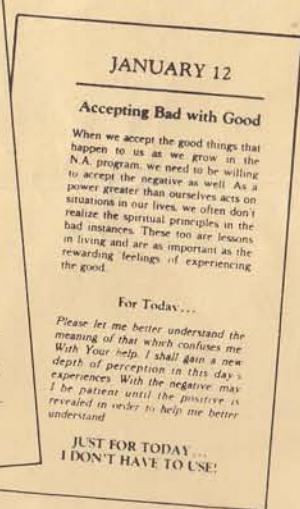 JANUARY 12
Accepting Bad with Good
When we accept the good things that
happen to us as we grow in the
N.A. program, we need to be willing
to accept the negative as well. As a
power greater than ourselves acts on
situations in our lives, we often don't
realize the spiritual principles in the
bad instances. These too are lessons
in living and are as important as the
rewarding feelings of experiencing
the good.
For Today...
Please let me better understand the
meaning of that which confuses me
With Your help, I shall gain a new
depth of perception in this day's
experiences. With the negative may
I be patient until the positive is
revealed in order to help me better
understand
JUST FOR TODAY...
I DON'T HAVE TO USE!